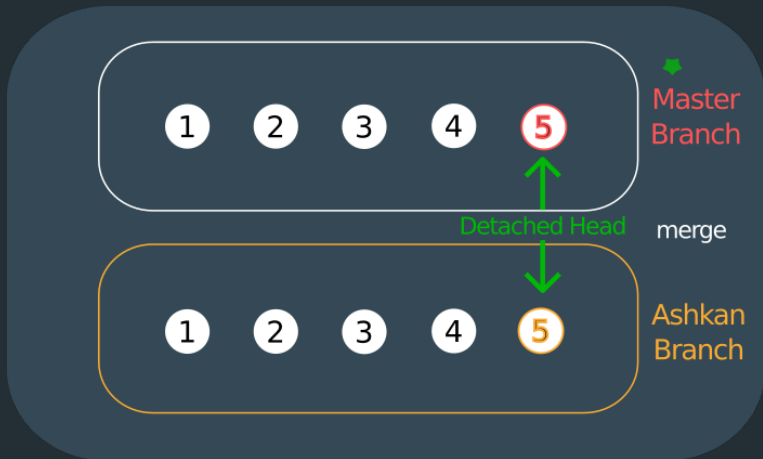 1 2 3 4 5
Master
Branch
Detached Head
merge
1 2 3 4 5
Ashkan
Branch